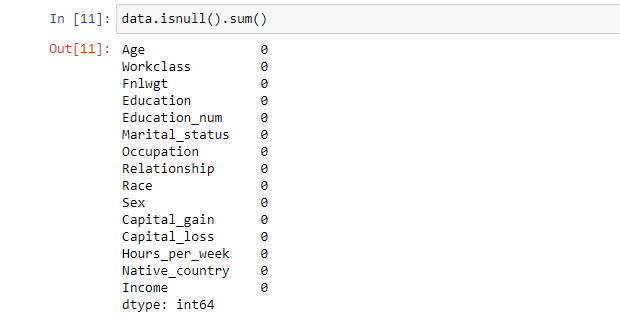 In [11]: data.isnull().sum()
Out[11]: Age 0
Workclass 0
Fnlwgt 0
Education 0
Education_num 0
Marital_status 0
Occupation 0
Relationship 0
Race 0
Sex 0
Capital_gain 0
Capital_loss 0
Hours_per_week 0
Native_country 0
Income 0
dtype: int64